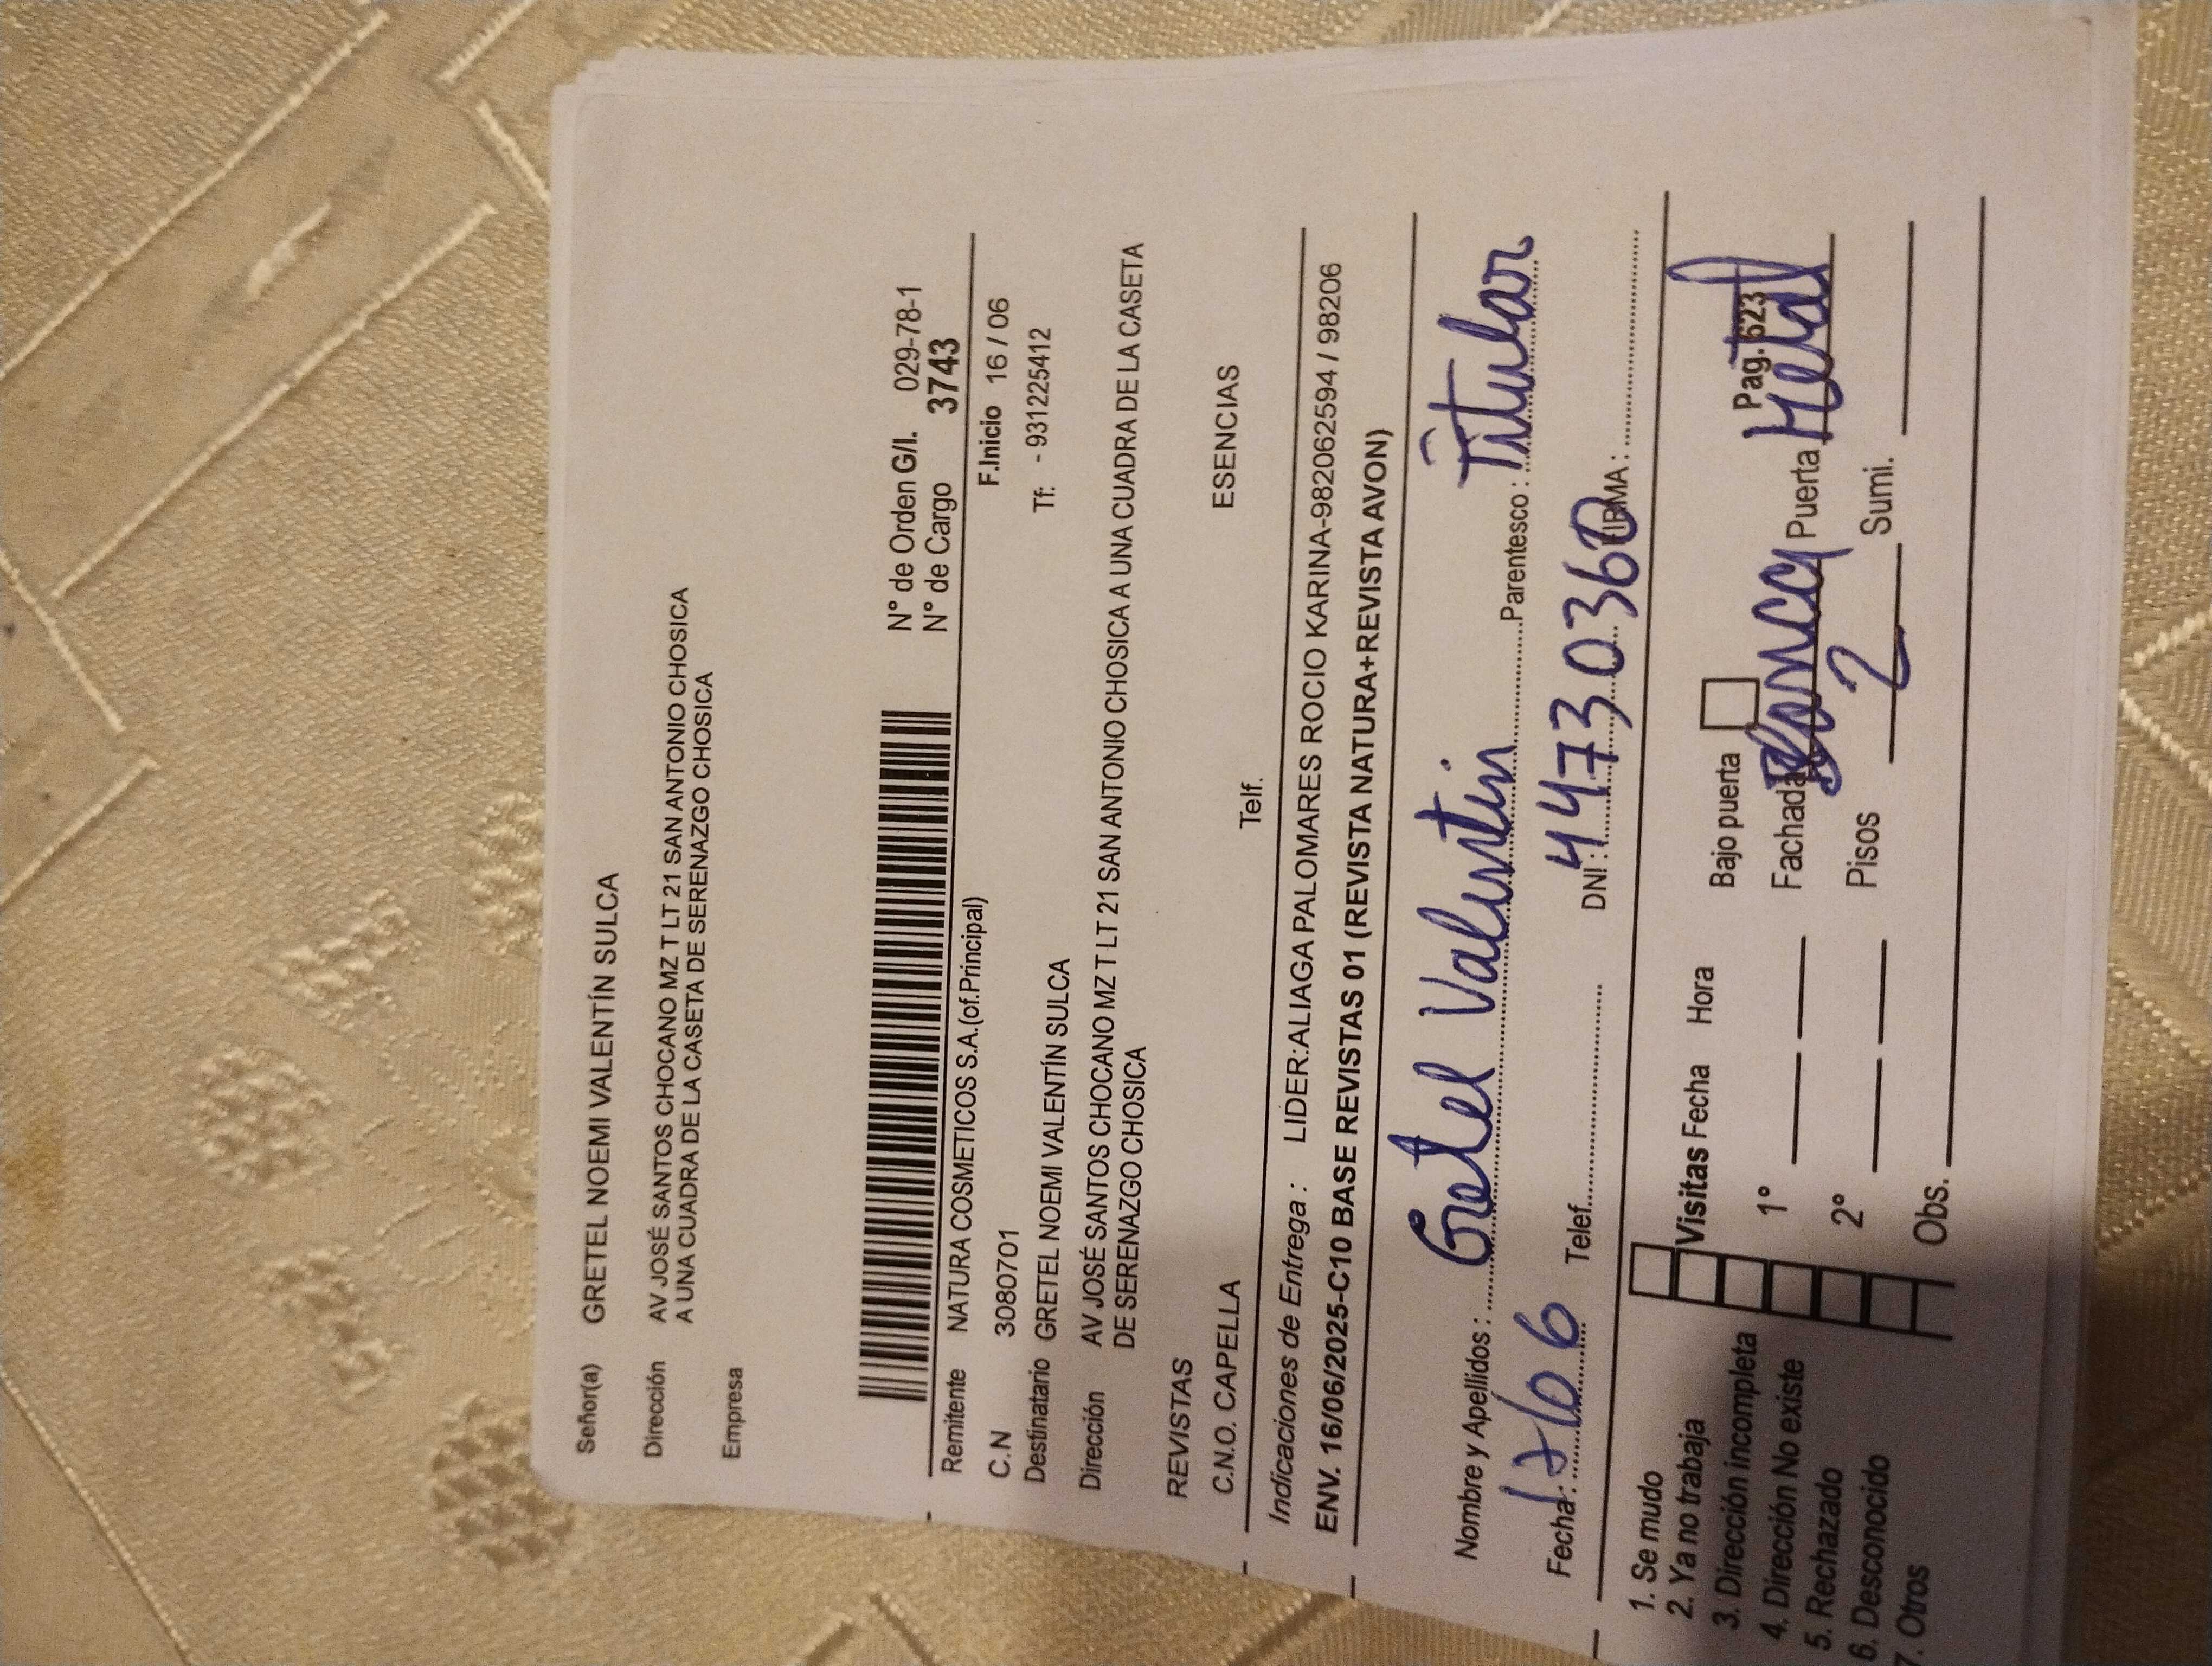 Señor(a) GRETEL NOEMI VALENTÍN SULCA
Dirección AV JOSÉ SANTOS CHOCANO MZ T LT 21 SAN ANTONIO CHOSICA
A UNA CUADRA DE LA CASETA DE SERENAZGO CHOSICA
Empresa
N° de Orden G/I. 029-78-1
N° de Cargo 3743
Remitente NATURA COSMETICOS S.A.(of.Principal)
F.Inicio 16 / 06
C.N 3080701
Tf: - 931225412
Destinatario GRETEL NOEMI VALENTÍN SULCA
Dirección AV JOSÉ SANTOS CHOCANO MZ T LT 21 SAN ANTONIO CHOSICA A UNA CUADRA DE LA CASETA
DE SERENAZGO CHOSICA
REVISTAS
C.N.O. CAPELLA Telf. ESENCIAS
Indicaciones de Entrega : LIDER:ALIAGA PALOMARES ROCIO KARINA-982062594 / 98206
ENV. 16/06/2025-C10 BASE REVISTAS 01 (REVISTA NATURA+REVISTA AVON)
Nombre y Apellidos : Gretel Valentin Parentesco : Titular
Fecha: 17/06 Telef. DNI : 44730360 FIRMA :
1. Se mudo
2. Ya no trabaja
3. Dirección incompleta
4. Dirección No existe
5. Rechazado
6. Desconocido
7. Otros
Visitas Fecha Hora
1°
2°
Obs.
Bajo puerta Pag. 623
Fachada Puerta Metal
Pisos 2 Sumi.